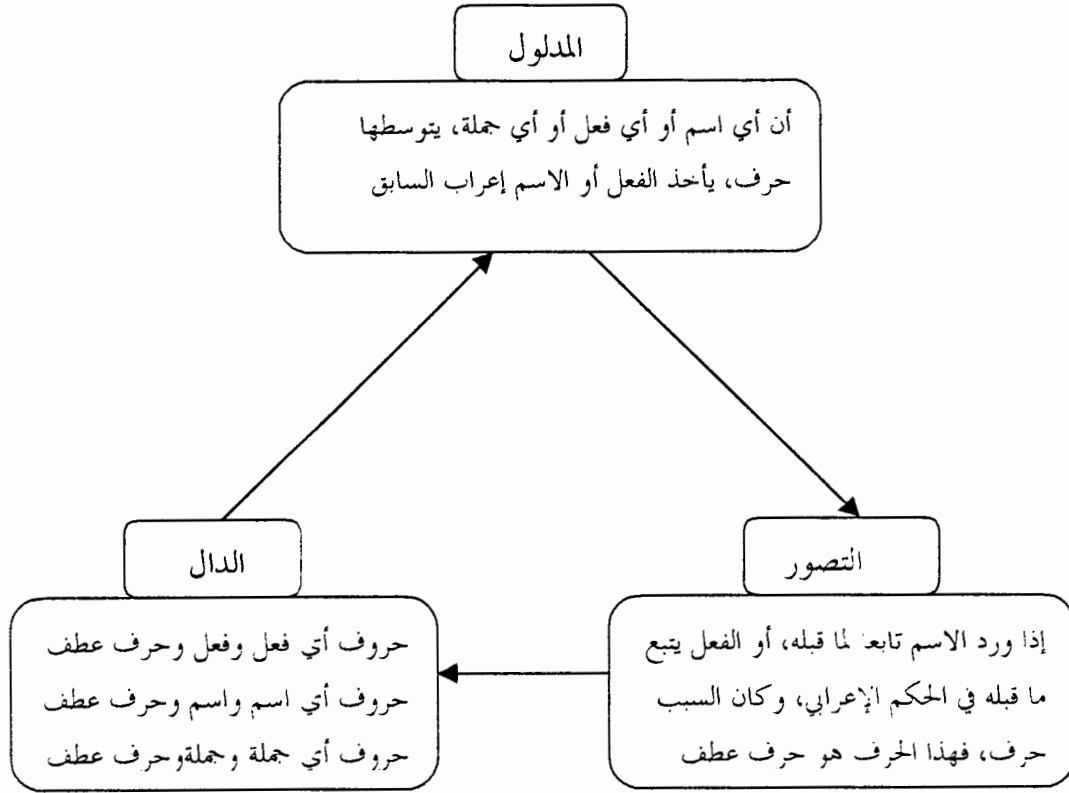 المدلول
أن أي اسم أو أي فعل أو أي جملة، يتوسطها
حرف، يأخذ الفعل أو الاسم إعراب السابق
التصور
إذا ورد الاسم تابعا لما قبله، أو الفعل يتبع
ما قبله في الحكم الإعرابي، وكان السبب
حرف، فهذا الحرف هو حرف عطف
الدال
حروف أي فعل وفعل وحرف عطف
حروف أي اسم واسم وحرف عطف
حروف أي جملة وجملةوحرف عطف